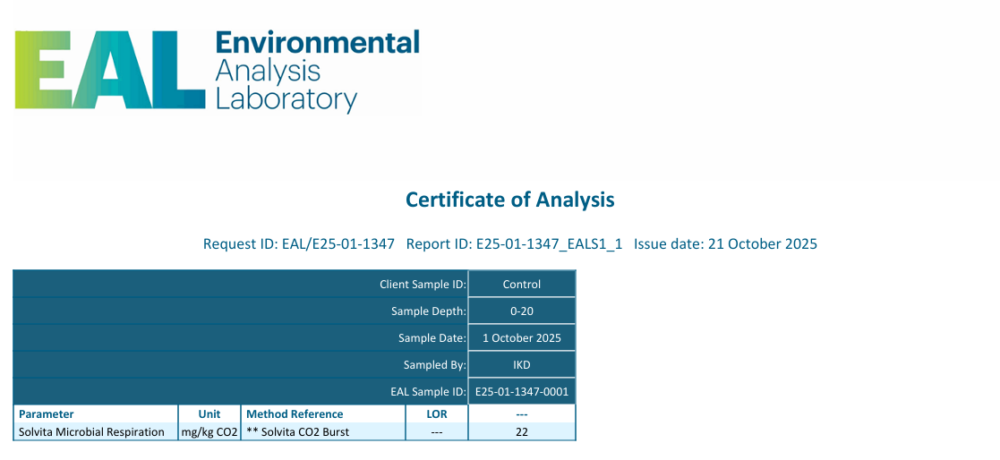 EAL Environmental
Analysis
Laboratory
Certificate of Analysis
Request ID: EAL/E25-01-1347 Report ID: E25-01-1347_EALS1_1 Issue date: 21 October 2025
Client Sample ID: Control
Sample Depth: 0-20
Sample Date: 1 October 2025
Sampled By: IKD
EAL Sample ID: E25-01-1347-0001
Parameter Unit Method Reference LOR ---
Solvita Microbial Respiration mg/kg CO2 ** Solvita CO2 Burst --- 22